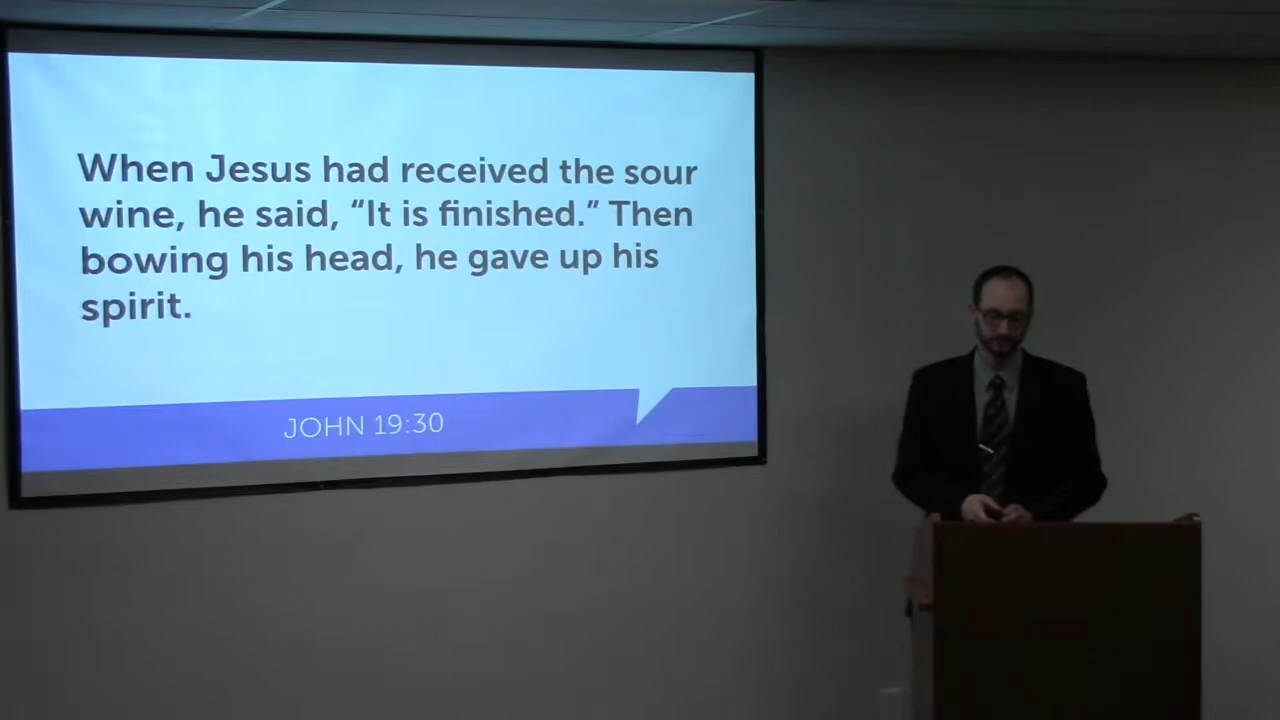 When Jesus had received the sour
wine, he said, “It is finished.” Then
bowing his head, he gave up his
spirit.
JOHN 19:30